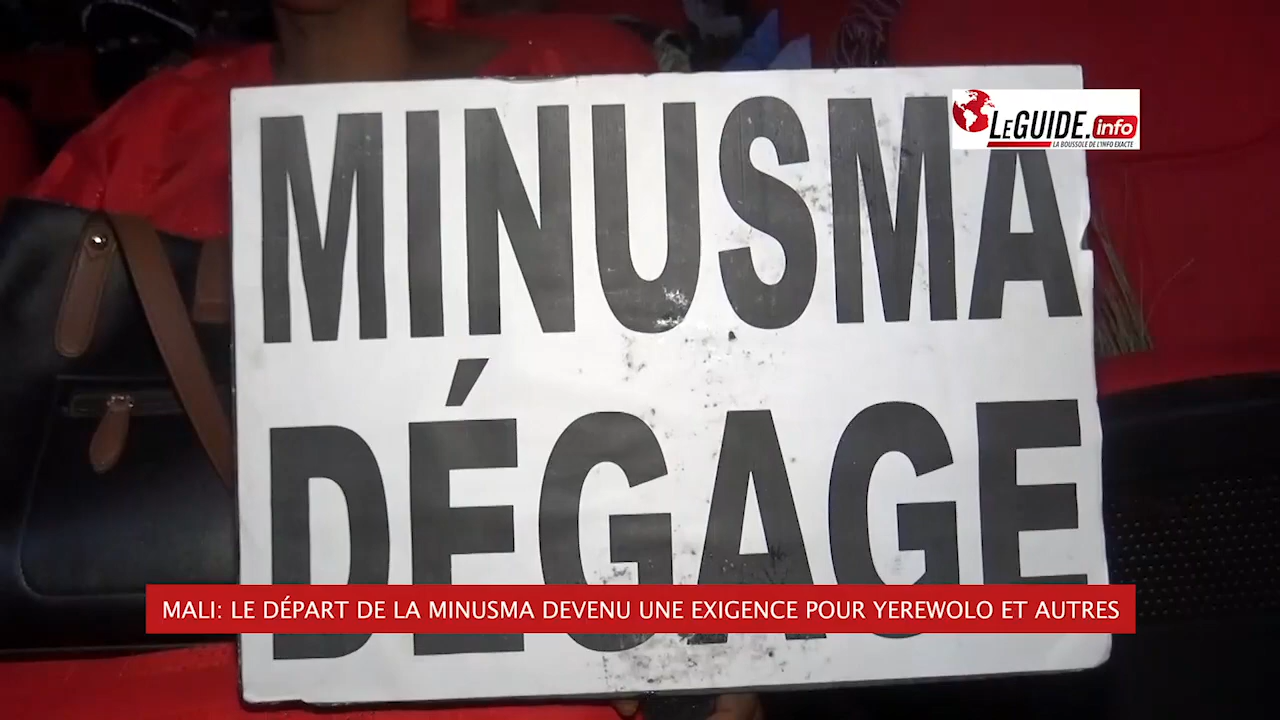 MINUSMA
DÉGAGE
LEGUIDE.info
LA BOUSSOLE DE L'INFO EXACTE
MALI: LE DÉPART DE LA MINUSMA DEVENU UNE EXIGENCE POUR YEREWOLO ET AUTRES